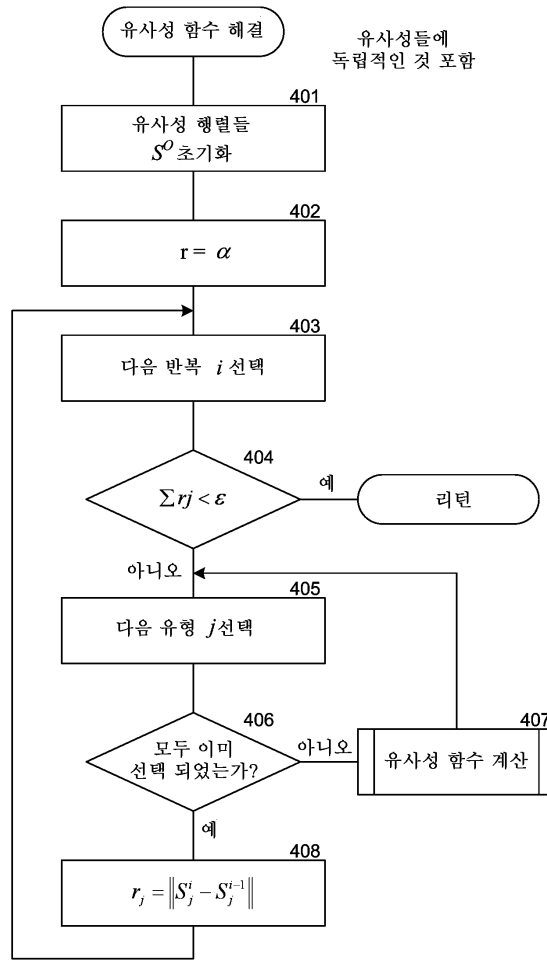 유사성 함수 해결
유사성들에
독립적인 것 포함
401
유사성 행렬들
S^O 초기화
402
r = α
403
다음 반복 i 선택
404
∑rj < ε
예
리턴
아니오
405
다음 유형 j 선택
406
모두 이미
선택 되었는가?
아니오
407
유사성 함수 계산
예
408
r_j = ‖S_j^i − S_j^{i-1}‖